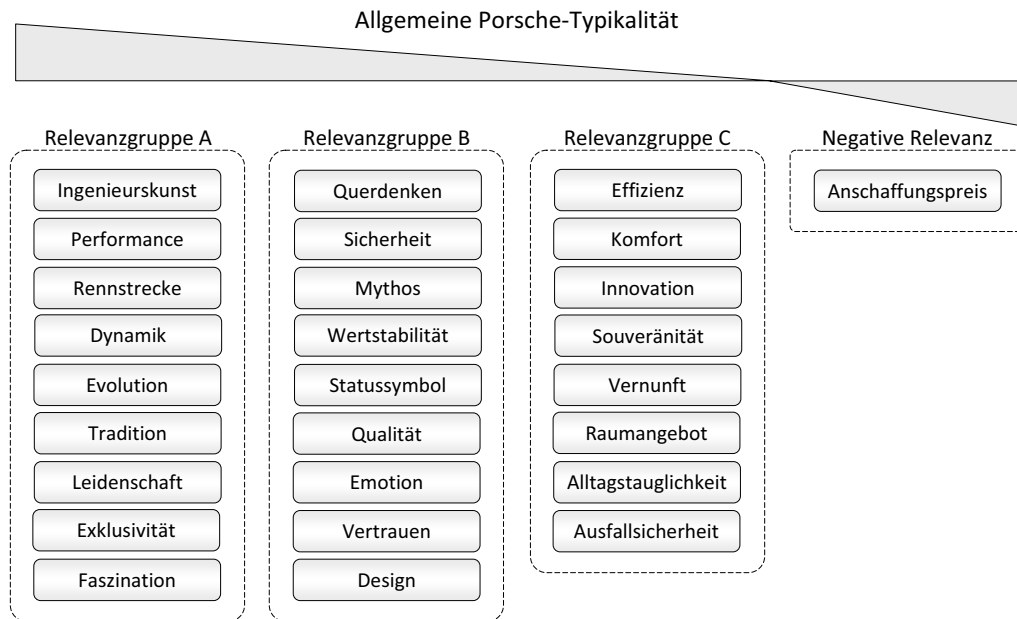 Allgemeine Porsche-Typikalität
Relevanzgruppe A
Ingenieurskunst
Performance
Rennstrecke
Dynamik
Evolution
Tradition
Leidenschaft
Exklusivität
Faszination
Relevanzgruppe B
Querdenken
Sicherheit
Mythos
Wertstabilität
Statussymbol
Qualität
Emotion
Vertrauen
Design
Relevanzgruppe C
Effizienz
Komfort
Innovation
Souveränität
Vernunft
Raumangebot
Alltagstauglichkeit
Ausfallsicherheit
Negative Relevanz
Anschaffungspreis